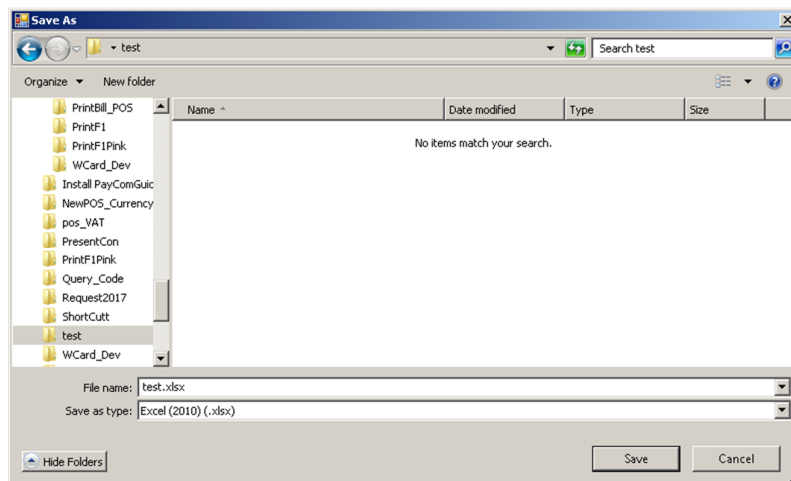 Save As
test
Search test
Organize
New folder
Name
Date modified
Type
Size
No items match your search.
PrintBill_POS
PrintF1
PrintF1Pink
WCard_Dev
Install PayComGuic
NewPOS_Currency
pos_VAT
PresentCon
PrintF1Pink
Query_Code
Request2017
ShortCutt
test
WCard_Dev
File name: test.xlsx
Save as type: Excel (2010) (.xlsx)
Hide Folders
Save
Cancel